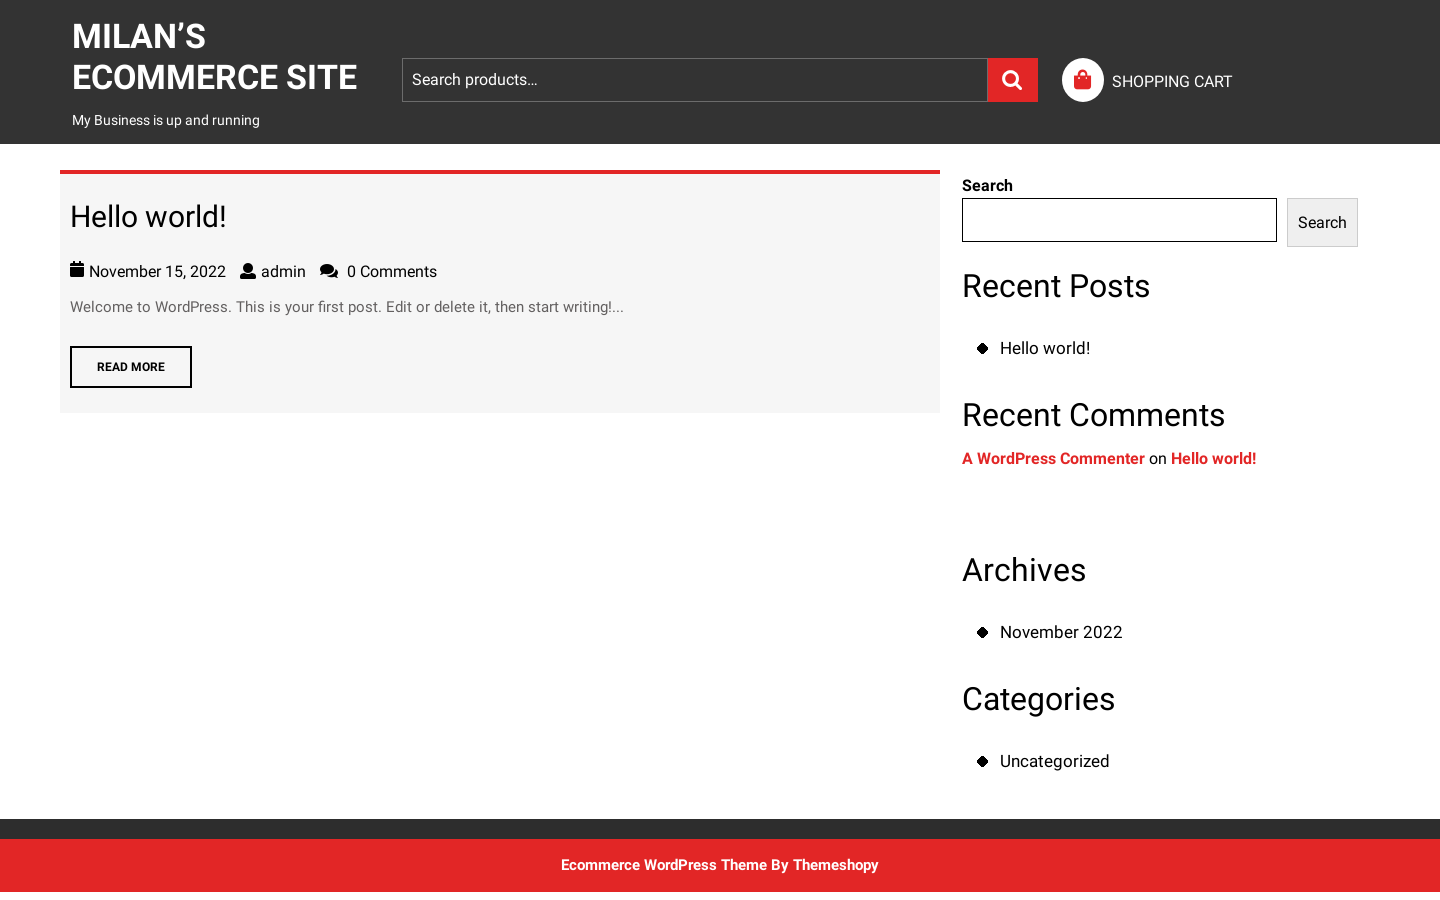 MILAN’S
ECOMMERCE SITE
My Business is up and running
Search products…
SHOPPING CART
Hello world!
November 15, 2022 admin 0 Comments
Welcome to WordPress. This is your first post. Edit or delete it, then start writing!...
READ MORE
Search
Search
Recent Posts
Hello world!
Recent Comments
A WordPress Commenter on Hello world!
Archives
November 2022
Categories
Uncategorized
Ecommerce WordPress Theme By Themeshopy